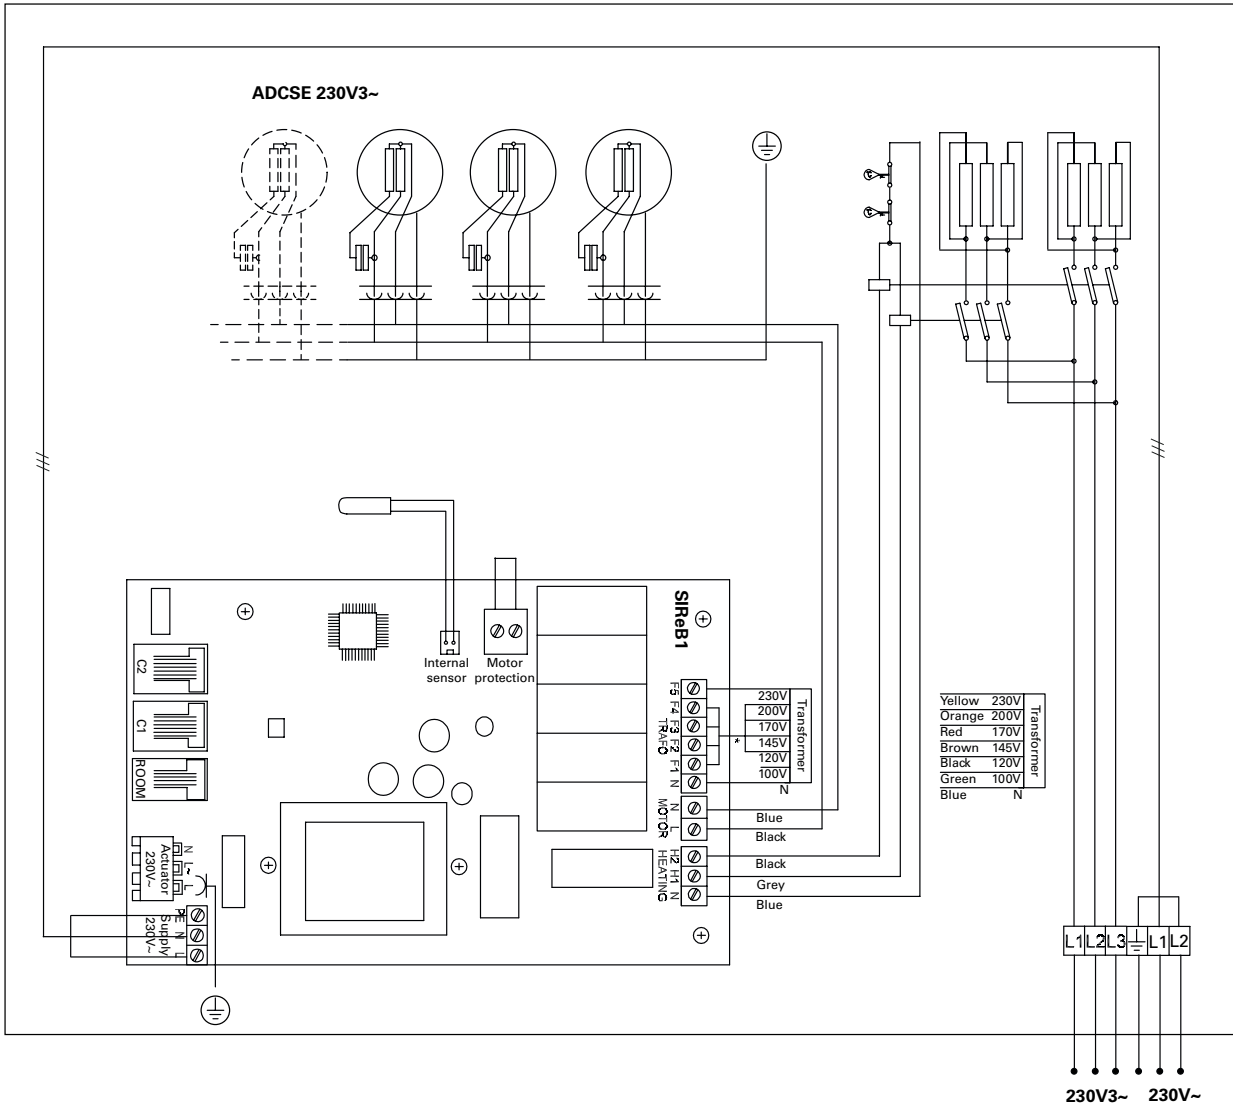 ADCSE 230V3~
SIReB1
Internal
sensor
Motor
protection
C2
C1
ROOM
Actuator
230V~
N
L~
L
PE
N
L
Supply
230V~
F5
F4
F3
F2
F1
N
TRAFO
N
L
MOTOR
H2
H1
N
HEATING
230V
200V
170V
145V
120V
100V
N
Transformer
*
Blue
Black
Black
Grey
Blue
Yellow 230V
Orange 200V
Red 170V
Brown 145V
Black 120V
Green 100V
Blue N
Transformer
L1 L2 L3 L1 L2
230V3~ 230V~